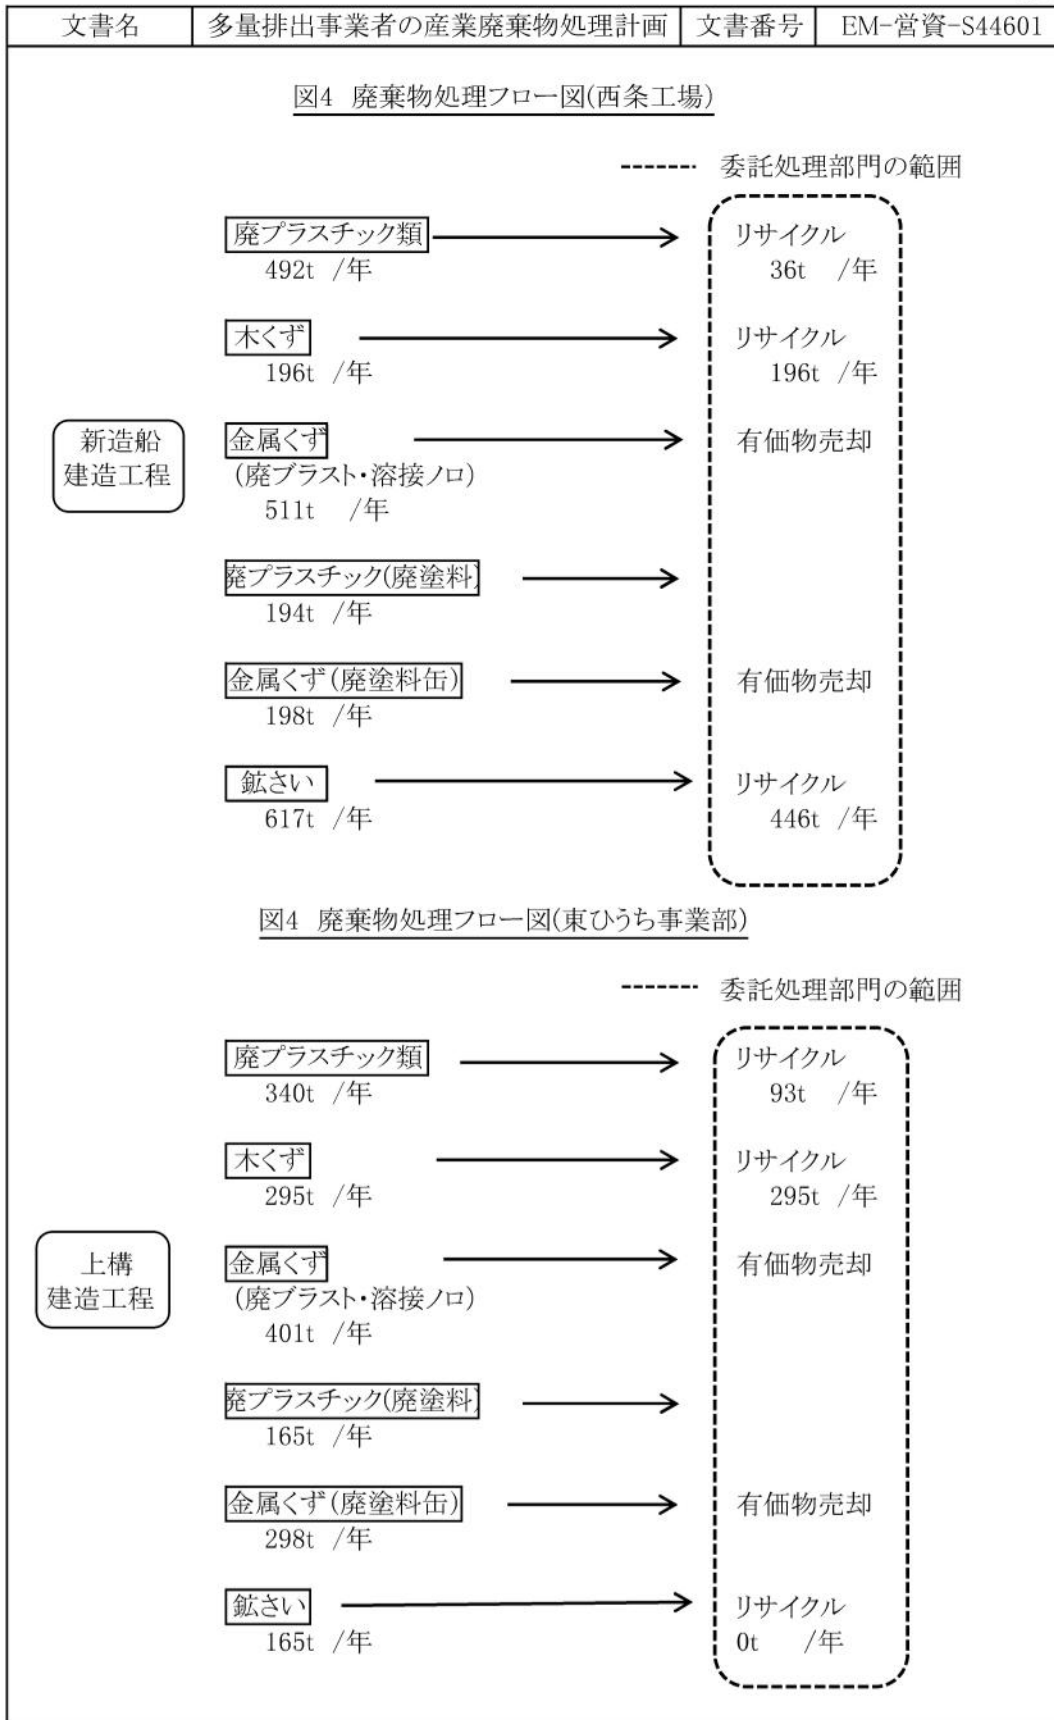 文書名 多量排出事業者の産業廃棄物処理計画 文書番号 EM-営資-S44601
図4 廃棄物処理フロー図(西条工場)
委託処理部門の範囲
廃プラスチック類 リサイクル
492t /年 36t /年
木くず リサイクル
196t /年 196t /年
新造船
建造工程
金属くず 有価物売却
(廃ブラスト・溶接ノロ)
511t /年
廃プラスチック(廃塗料)
194t /年
金属くず(廃塗料缶) 有価物売却
198t /年
鉱さい リサイクル
617t /年 446t /年
図4 廃棄物処理フロー図(東ひうち事業部)
委託処理部門の範囲
廃プラスチック類 リサイクル
340t /年 93t /年
木くず リサイクル
295t /年 295t /年
上構
建造工程
金属くず 有価物売却
(廃ブラスト・溶接ノロ)
401t /年
廃プラスチック(廃塗料)
165t /年
金属くず(廃塗料缶) 有価物売却
298t /年
鉱さい リサイクル
165t /年 0t /年